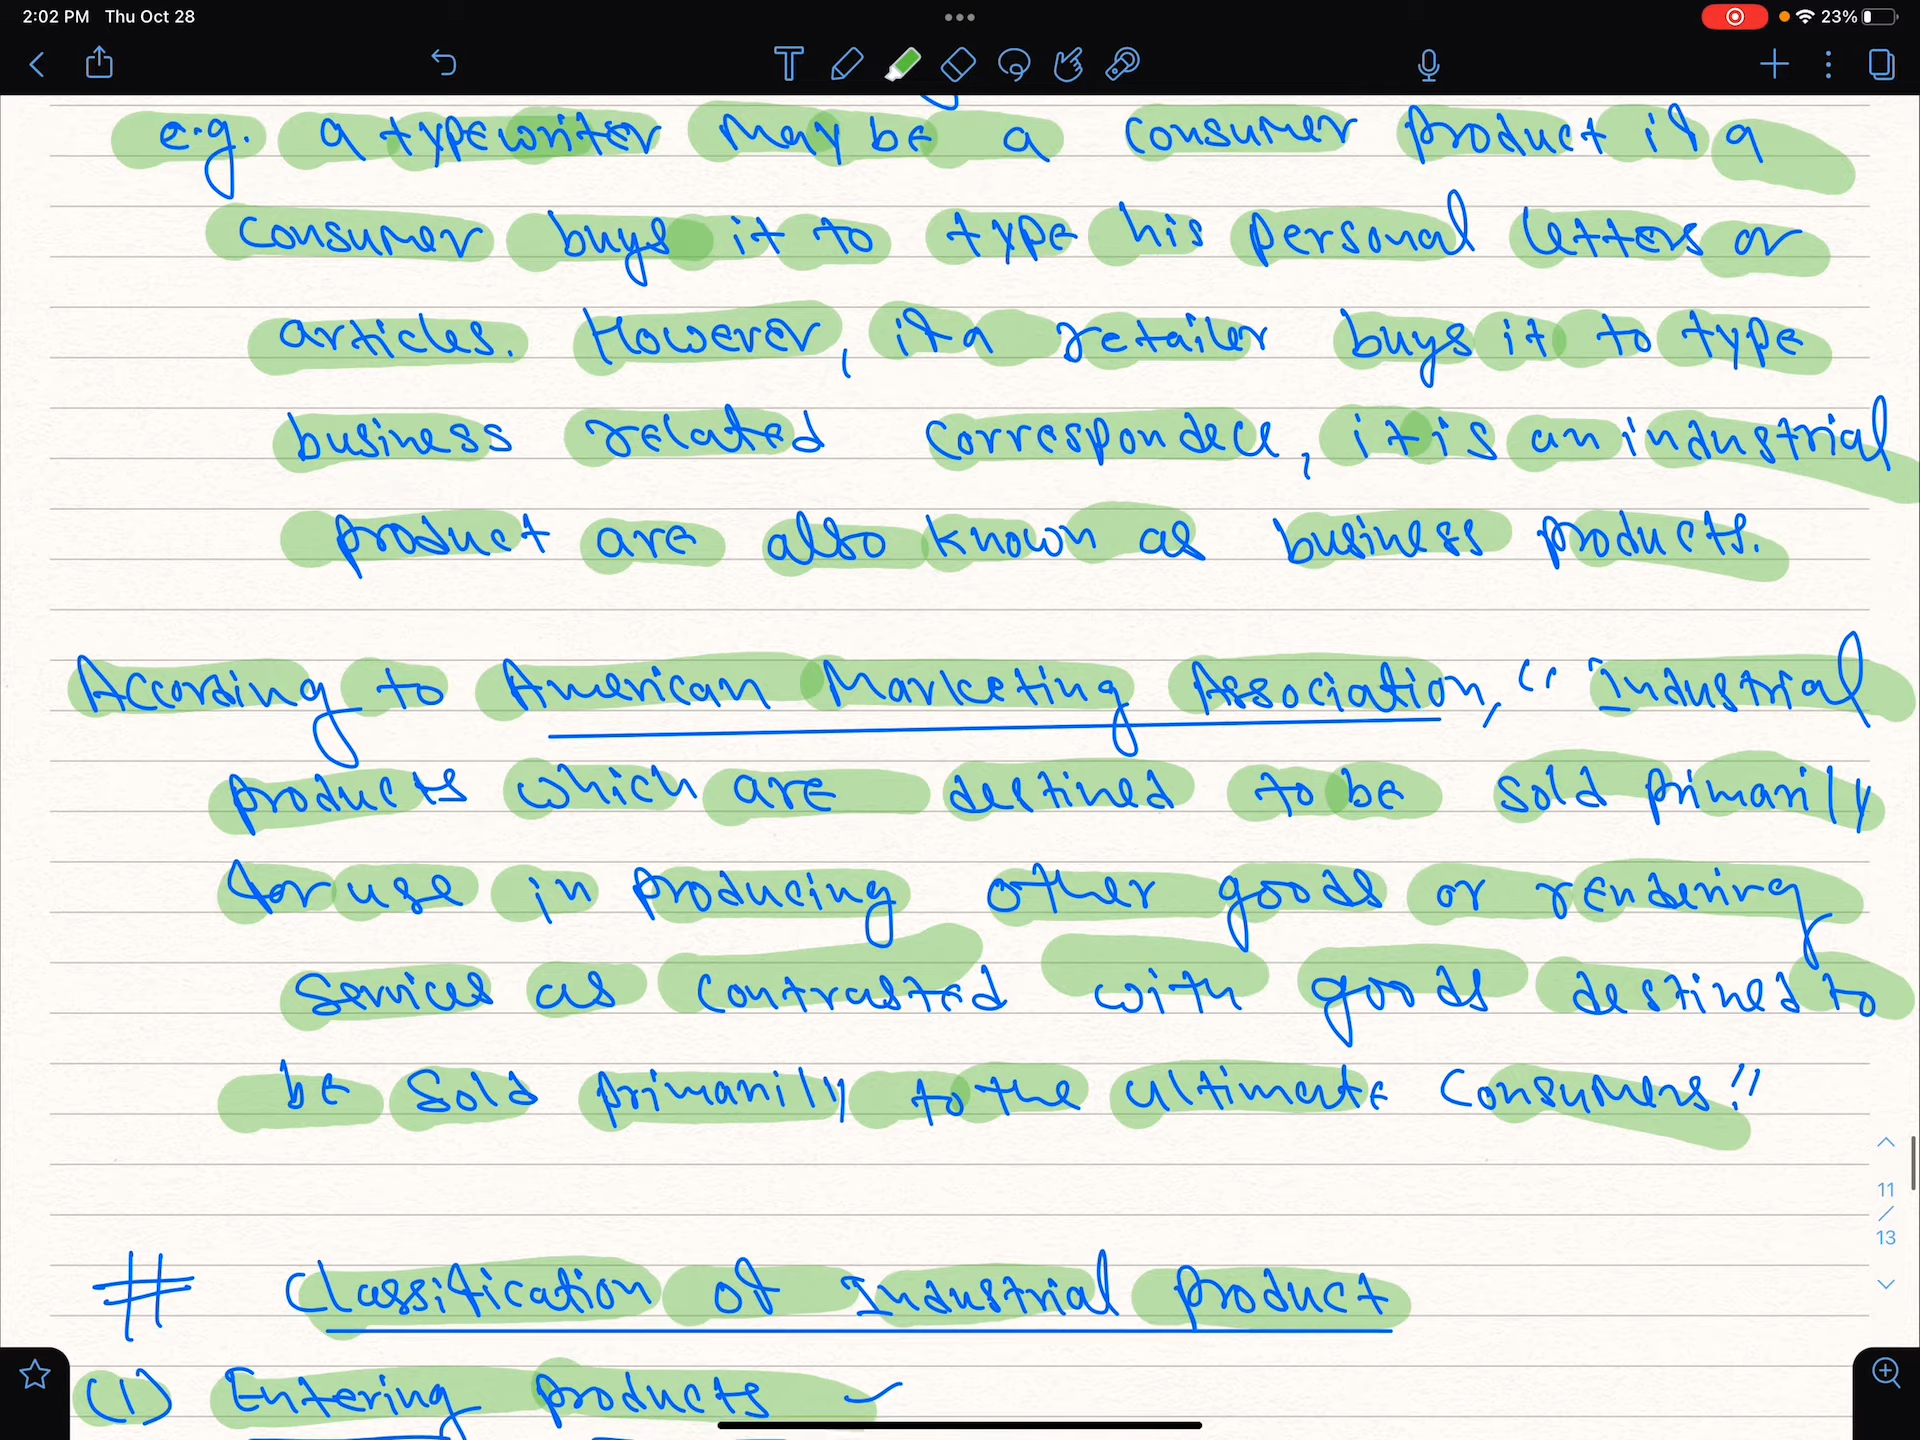 2:02 PM Thu Oct 28
23%
e.g. a typewriter may be a consumer product if a
consumer buys it to type his personal letters or
articles. However, if a retailer buys it to type
business related correspondece, it is an industrial
product are also known as business products.
According to American Marketing Association, "Industrial
products which are destined to be sold primarily
for use in producing other goods or rendering
services as contrasted with goods destined to
be sold primarily to the ultimate consumers."
# Classification of Industrial product
(1) Entering products -
11
/
13